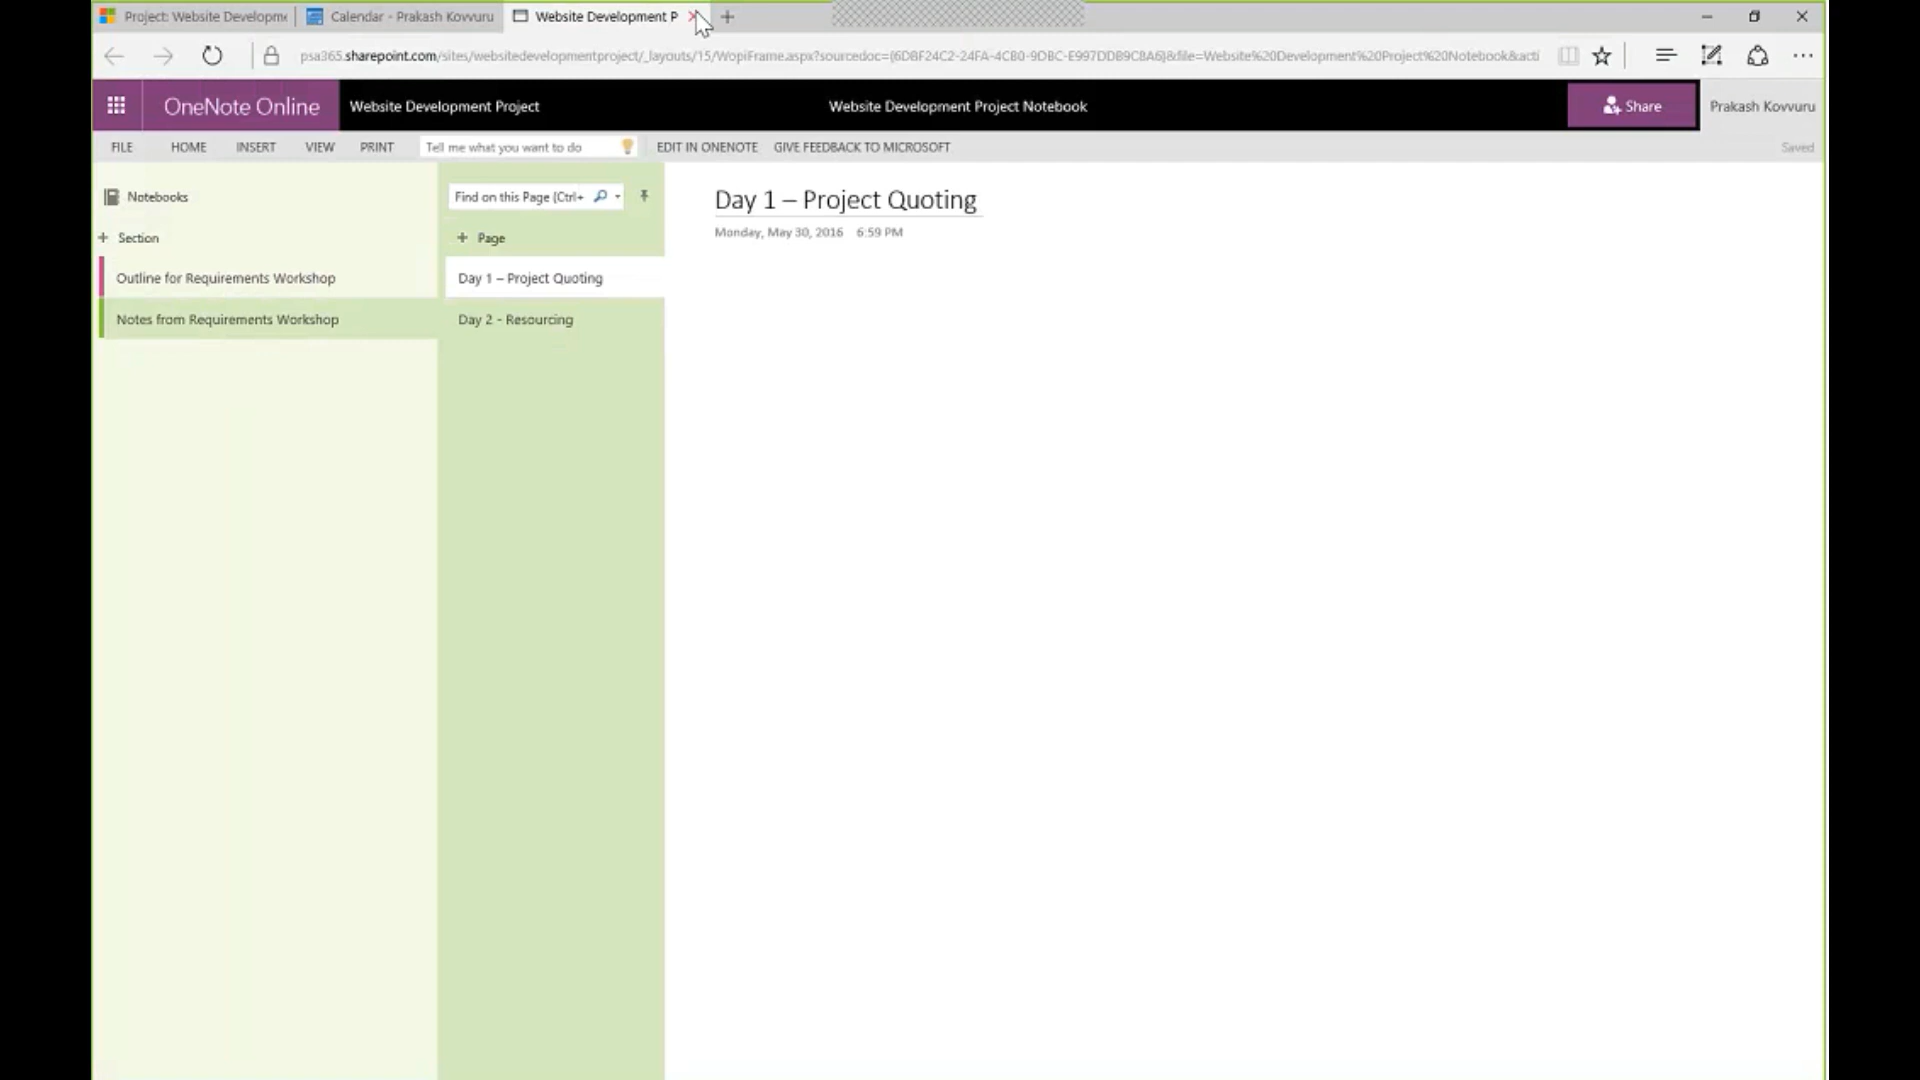 Project: Website Developme
Calendar - Prakash Kovvuru
Website Development P
psa365.sharepoint.com/sites/websitedevelopmentproject/_layouts/15/WopiFrame.aspx?sourcedoc={6DBF24C2-24FA-4CB0-9DBC-E997DDB9C8A6}&file=Website%20Development%20Project%20Notebook&acti
OneNote Online
Website Development Project
Website Development Project Notebook
Share
Prakash Kovvuru
FILE HOME INSERT VIEW PRINT
Tell me what you want to do
EDIT IN ONENOTE GIVE FEEDBACK TO MICROSOFT
Saved
Notebooks
+ Section
Outline for Requirements Workshop
Notes from Requirements Workshop
Find on this Page (Ctrl+
+ Page
Day 1 – Project Quoting
Day 2 - Resourcing
Day 1 – Project Quoting
Monday, May 30, 2016 6:59 PM